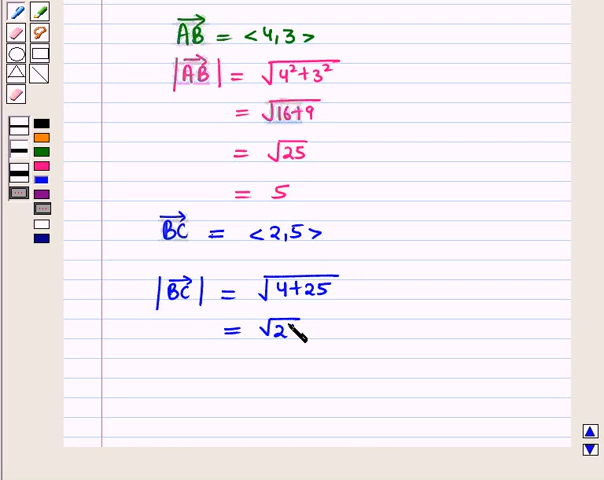 AB⃗ = <4,3>
|AB⃗| = √4²+3²
= √16+9
= √25
= 5
BC⃗ = <2,5>
|BC⃗| = √4+25
= √2